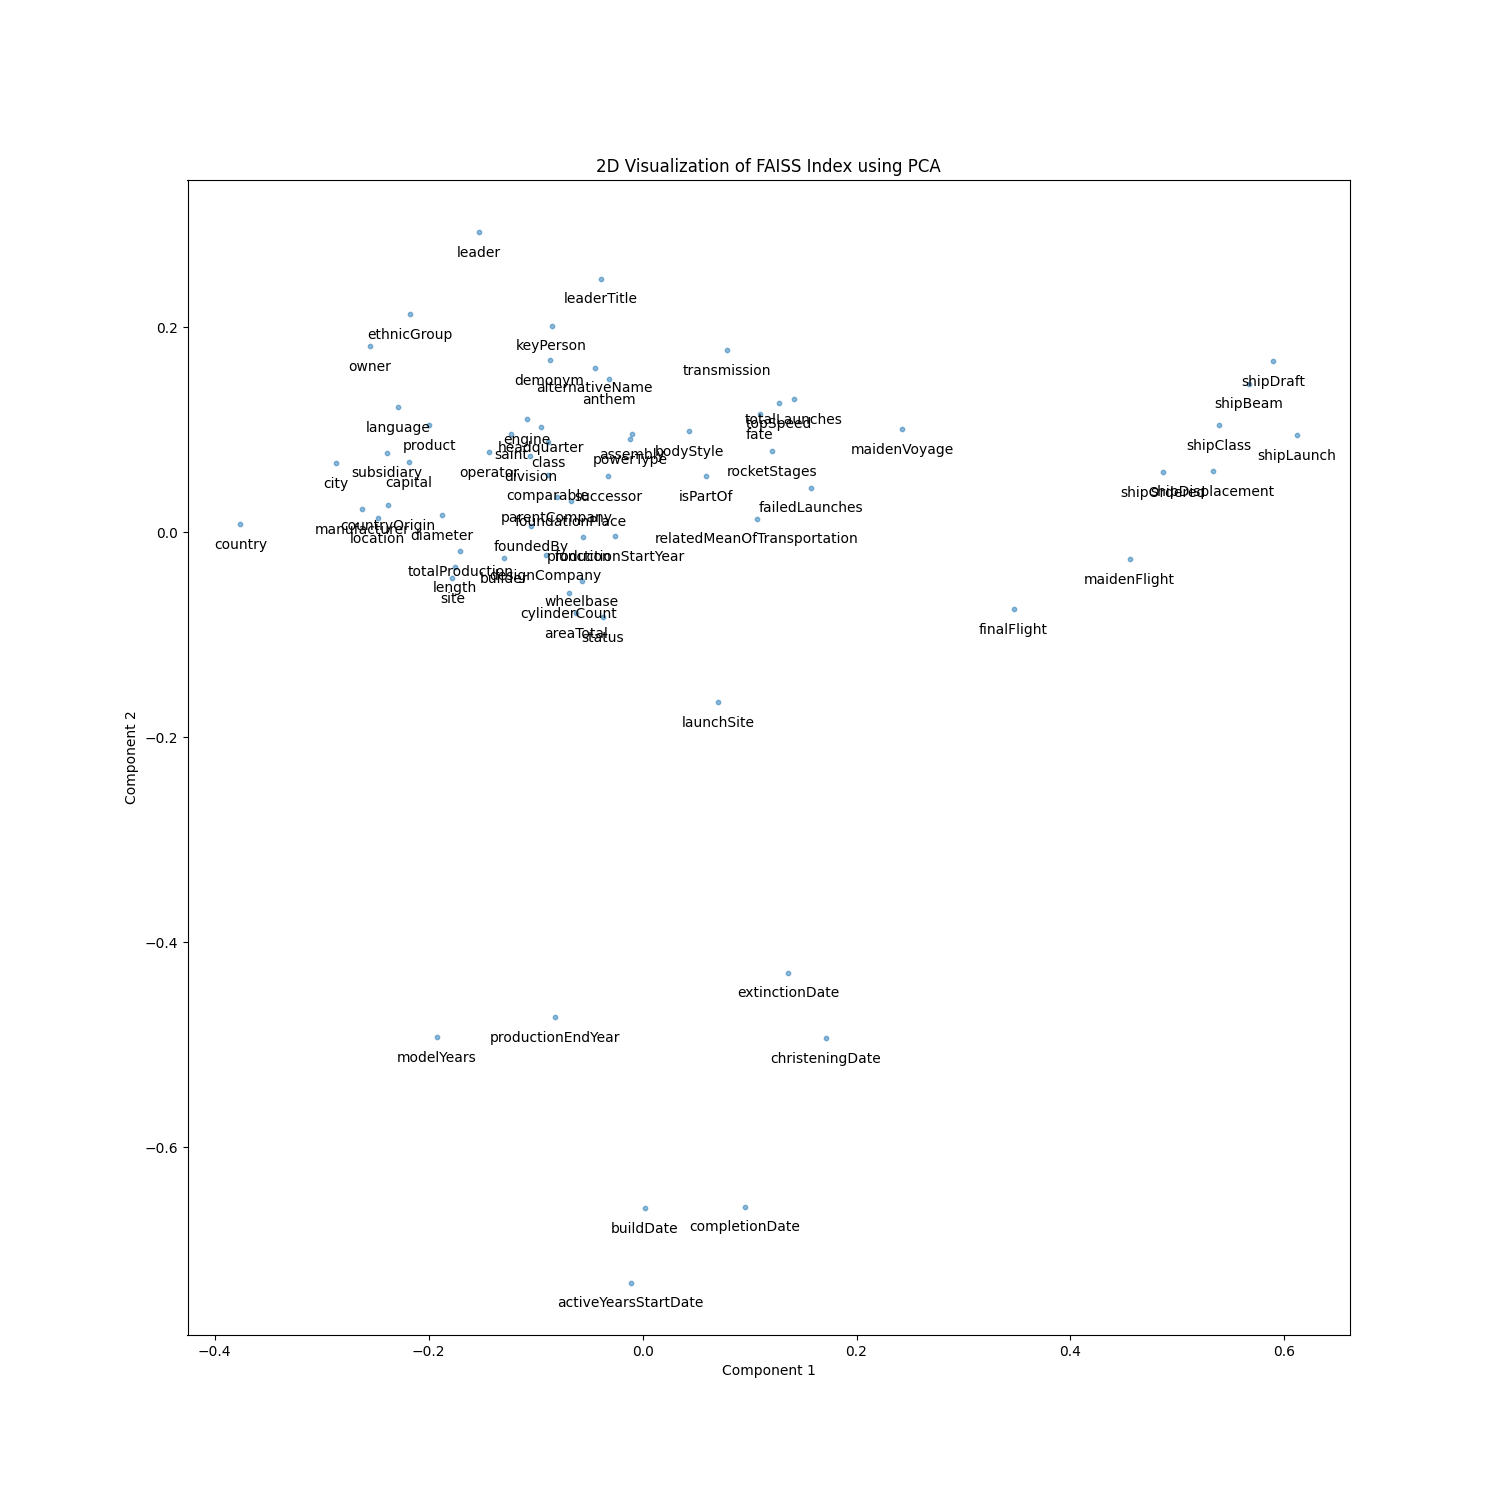 2D Visualization of FAISS Index using PCA
leader
leaderTitle
ethnicGroup
keyPerson
owner
transmission
demonym
shipDraft
alternativeName
anthem
shipBeam
totalLaunches
topSpeed
language
fate
engine
product
shipClass
headquarter
maidenVoyage
bodyStyle
assembly
saint
shipLaunch
powerType
class
rocketStages
subsidiary
operator
division
capital
city
shipOrdered
shipDisplacement
comparable
successor
isPartOf
failedLaunches
parentCompany
foundationPlace
countryOrigin
manufacturer
diameter
location
relatedMeanOfTransportation
country
foundedBy
productionStartYear
totalProduction
designCompany
builder
maidenFlight
length
site
wheelbase
cylinderCount
areaTotal
status
finalFlight
launchSite
extinctionDate
productionEndYear
modelYears
christeningDate
buildDate
completionDate
activeYearsStartDate
0.2
0.0
−0.2
−0.4
−0.6
Component 2
−0.4
−0.2
0.0
0.2
0.4
0.6
Component 1